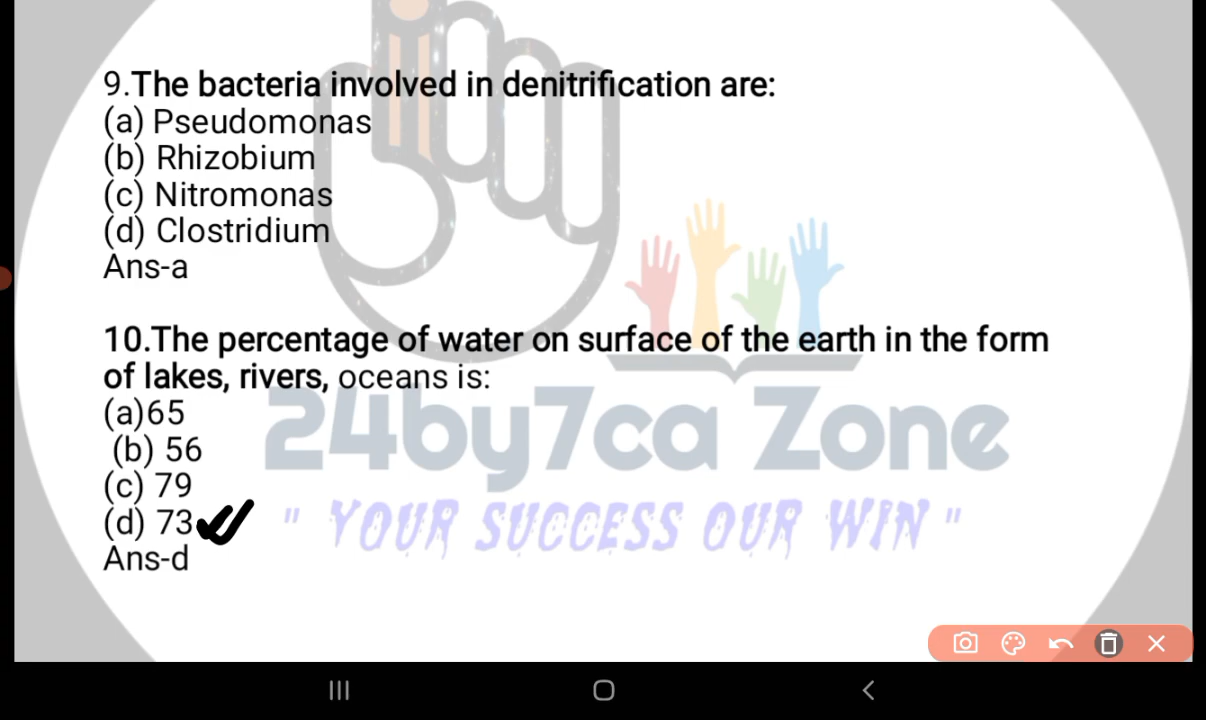 9.The bacteria involved in denitrification are:
(a) Pseudomonas
(b) Rhizobium
(c) Nitromonas
(d) Clostridium
Ans-a
10.The percentage of water on surface of the earth in the form
of lakes, rivers, oceans is:
(a)65
(b) 56
(c) 79
(d) 73
Ans-d
24by7ca Zone
" YOUR SUCCESS OUR WIN "